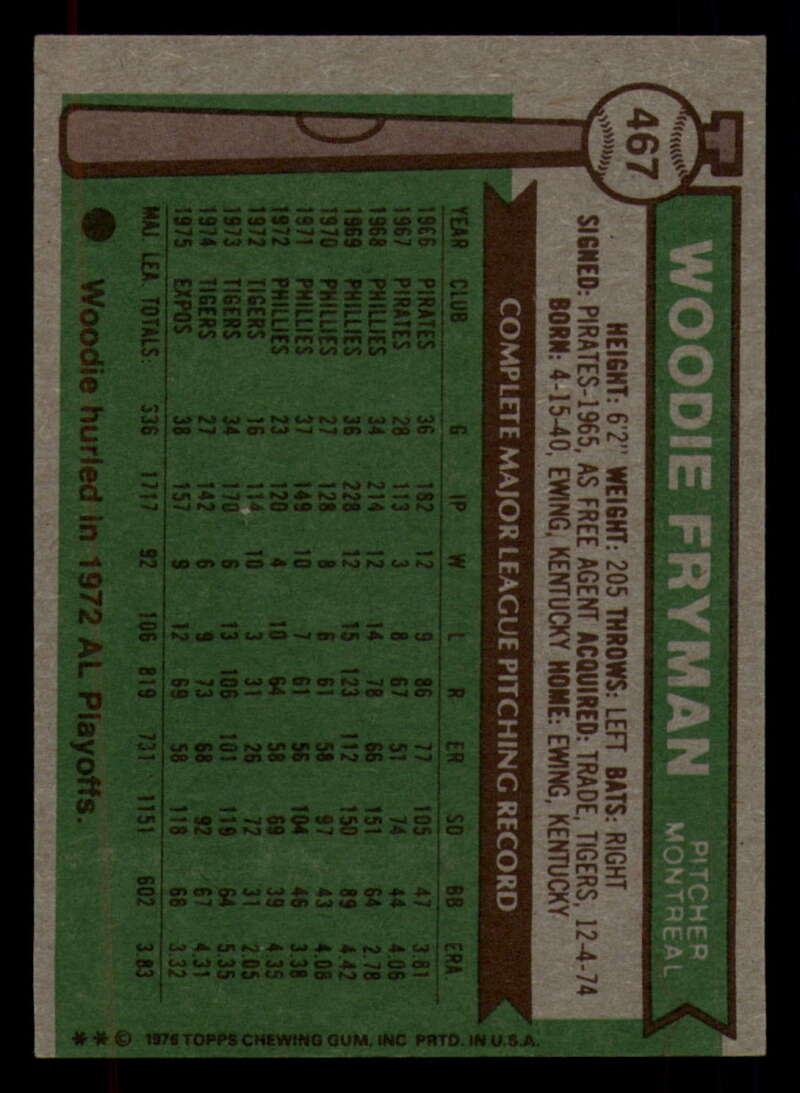 467
WOODIE FRYMAN
PITCHER
MONTREAL
HEIGHT: 6'2" WEIGHT: 205 THROWS: LEFT BATS: RIGHT
SIGNED: PIRATES-1965, AS FREE AGENT ACQUIRED: TRADE, TIGERS, 12-4-74
BORN: 4-15-40, EWING, KENTUCKY HOME: EWING, KENTUCKY
COMPLETE MAJOR LEAGUE PITCHING RECORD
YEAR CLUB G IP W L R ER SO BB ERA
1966 PIRATES 36 182 12 9 86 77 105 47 3.81
1967 PIRATES 28 113 3 8 67 51 74 44 4.06
1968 PHILLIES 34 214 12 14 78 66 151 64 2.78
1969 PHILLIES 36 228 12 15 123 112 150 89 4.42
1970 PHILLIES 27 128 8 6 61 58 97 43 4.08
1971 PHILLIES 37 149 10 7 61 56 104 46 3.38
1972 PHILLIES 23 120 4 10 64 58 69 39 4.35
1972 TIGERS 16 114 10 3 31 26 72 31 2.05
1973 TIGERS 34 170 6 13 106 101 119 64 5.35
1974 TIGERS 27 142 6 9 73 68 92 67 4.31
1975 EXPOS 38 157 9 12 69 58 118 68 3.32
MAJ. LEA. TOTALS: 336 1717 92 106 819 731 1151 602 3.83
Woodie hurled in 1972 AL Playoffs.
** © 1976 TOPPS CHEWING GUM, INC PRTD. IN U.S.A.